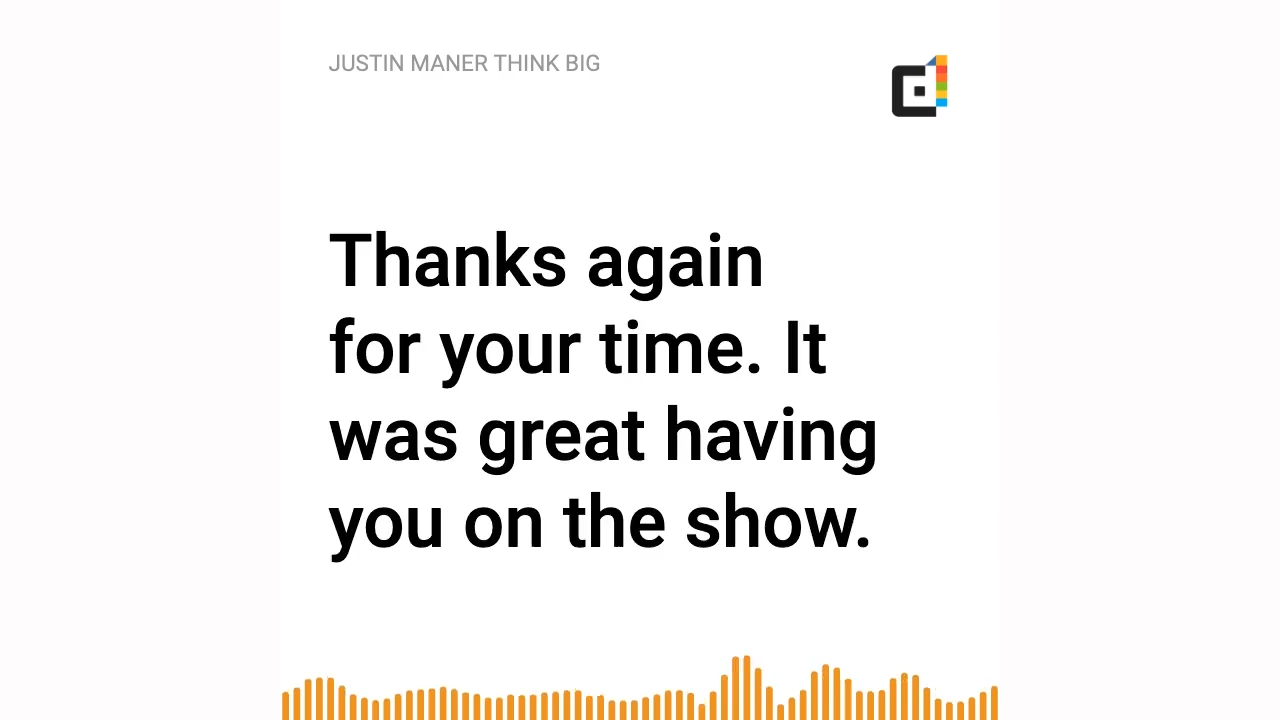 JUSTIN MANER THINK BIG
Thanks again
for your time. It
was great having
you on the show.